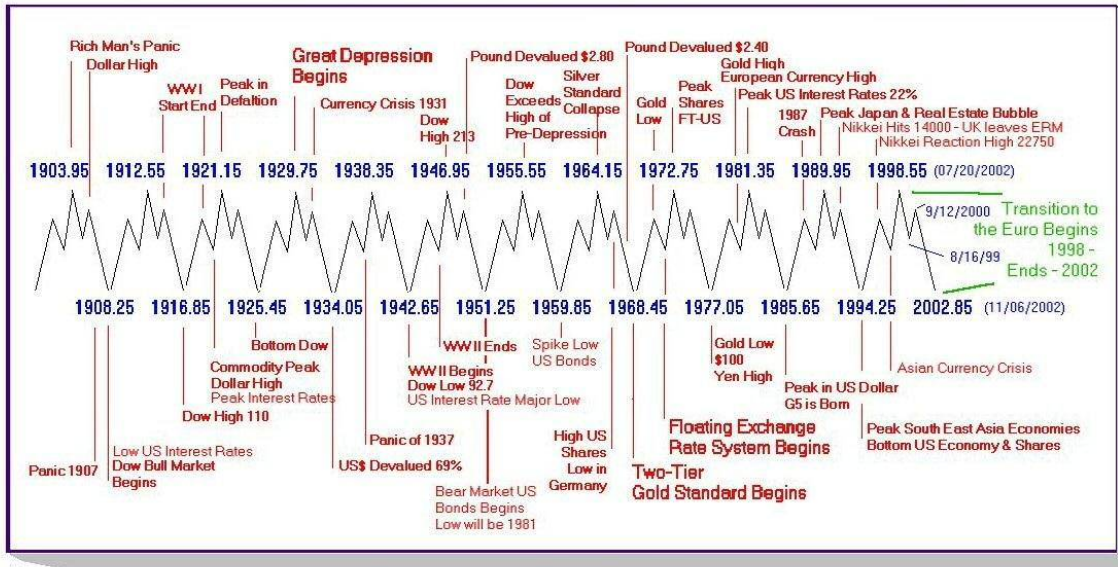 Rich Man's Panic
Dollar High
WW I
Start End
Peak in
Defaltion
Great Depression
Begins
Currency Crisis 1931
Dow
High 213
Pound Devalued $2.80
Dow
Exceeds
High of
Pre-Depression
Silver
Standard
Collapse
Pound Devalued $2.40
Gold
Low
Peak
Shares
FT-US
Gold High
European Currency High
Peak US Interest Rates 22%
1987
Crash
Peak Japan & Real Estate Bubble
Nikkei Hits 14000 - UK leaves ERM
Nikkei Reaction High 22750
1903.95 1912.55 1921.15 1929.75 1938.35 1946.95 1955.55 1964.15 1972.75 1981.35 1989.95 1998.55 (07/20/2002)
9/12/2000
8/16/99
Transition to
the Euro Begins
1998 -
Ends - 2002
1908.25 1916.85 1925.45 1934.05 1942.65 1951.25 1959.85 1968.45 1977.05 1985.65 1994.25 2002.85 (11/06/2002)
Panic 1907
Low US Interest Rates
Dow Bull Market
Begins
Dow High 110
Commodity Peak
Dollar High
Peak Interest Rates
Bottom Dow
US$ Devalued 69%
Panic of 1937
WW II Begins
Dow Low 92.7
US Interest Rate Major Low
WW II Ends
Bear Market US
Bonds Begins
Low will be 1981
Spike Low
US Bonds
High US
Shares
Low in
Germany
Two-Tier
Gold Standard Begins
Floating Exchange
Rate System Begins
Gold Low
$100
Yen High
Peak in US Dollar
G5 is Born
Peak South East Asia Economies
Bottom US Economy & Shares
Asian Currency Crisis